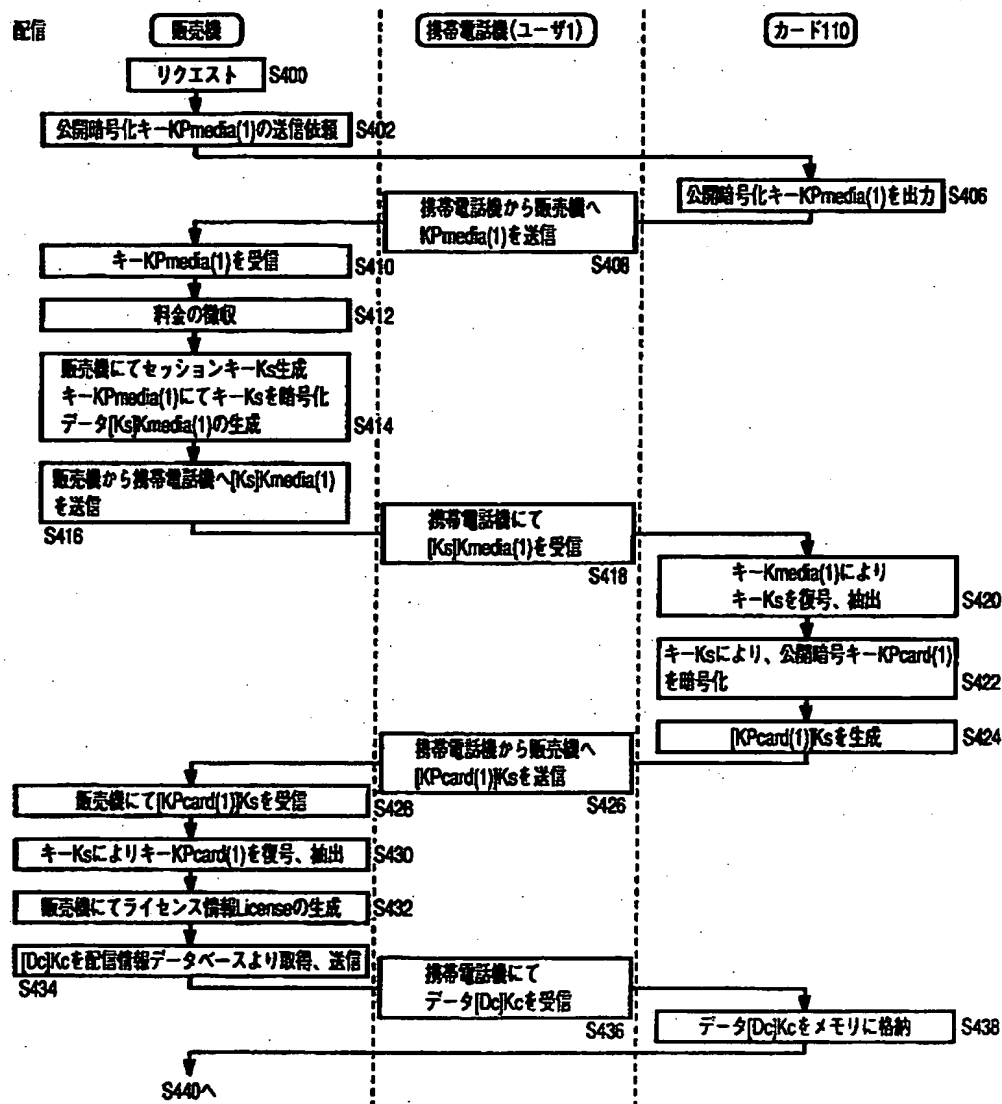 配信
販売機
携帯電話機(ユーザ1)
カード110
リクエスト
S400
公開暗号化キーKPmedia(1)の送信依頼
S402
公開暗号化キーKPmedia(1)を出力
S406
携帯電話機から販売機へ
KPmedia(1)を送信
S408
キーKPmedia(1)を受信
S410
料金の徴収
S412
販売機にてセッションキーKs生成
キーKPmedia(1)にてキーKsを暗号化
データ[Ks]Kmedia(1)の生成
S414
販売機から携帯電話機へ[Ks]Kmedia(1)
を送信
S416
携帯電話機にて
[Ks]Kmedia(1)を受信
S418
キーKmedia(1)により
キーKsを復号、抽出
S420
キーKsにより、公開暗号キーKPcard(1)
を暗号化
S422
[KPcard(1)]Ksを生成
S424
携帯電話機から販売機へ
[KPcard(1)]Ksを送信
S426
販売機にて[KPcard(1)]Ksを受信
S428
キーKsによりキーKPcard(1)を復号、抽出
S430
販売機にてライセンス情報Licenseの生成
S432
[Dc]Kcを配信情報データベースより取得、送信
S434
携帯電話機にて
データ[Dc]Kcを受信
S436
データ[Dc]Kcをメモリに格納
S438
S440へ